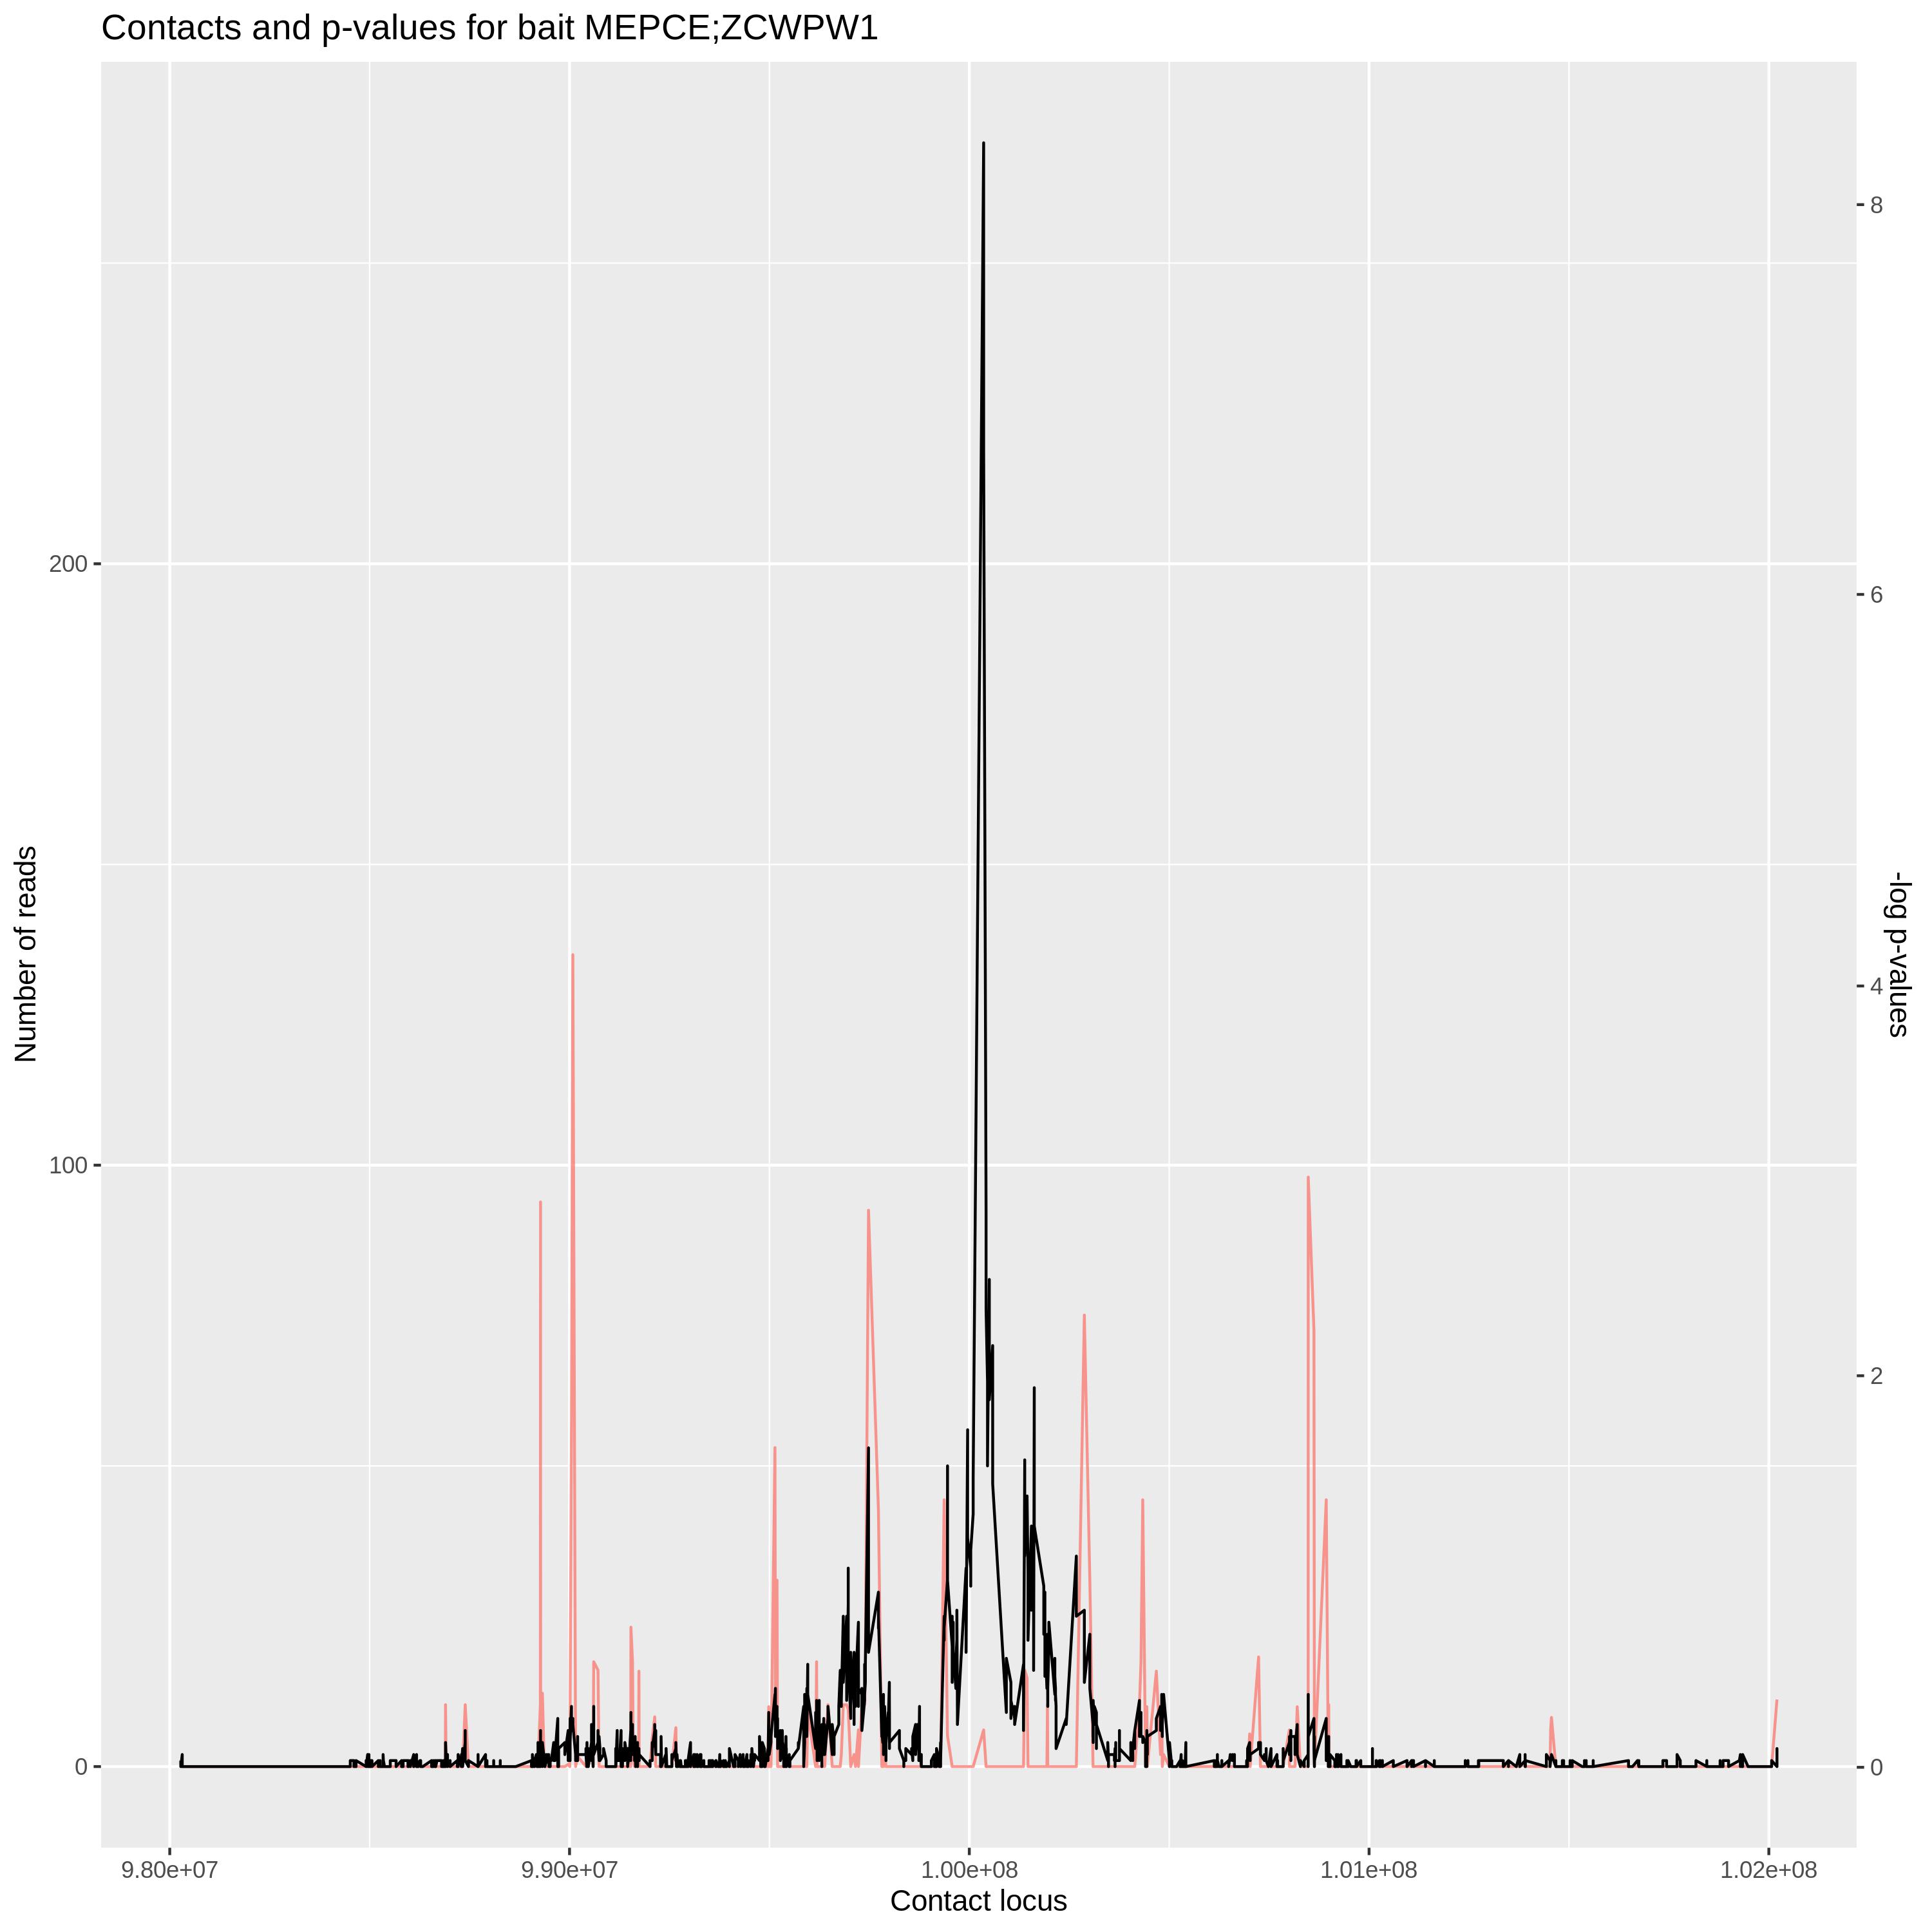 Contacts and p-values for bait MEPCE;ZCWPW1
Number of reads
200
100
0
8
6
4
2
0
-log p-values
9.80e+07
9.90e+07
1.00e+08
1.01e+08
1.02e+08
Contact locus